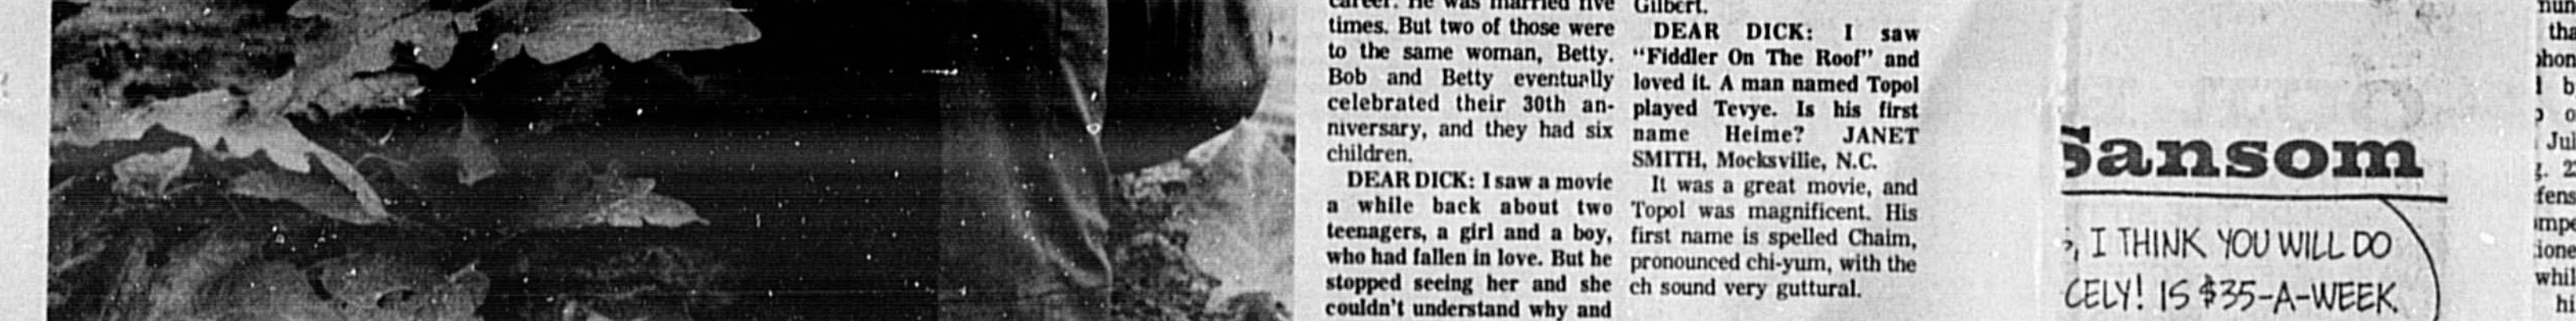 career. He was married five
times. But two of those were
to the same woman, Betty.
Bob and Betty eventually
celebrated their 30th an-
niversary, and they had six
children.
DEAR DICK: I saw a movie
a while back about two
teenagers, a girl and a boy,
who had fallen in love. But he
stopped seeing her and she
couldn't understand why and
Gilbert.
DEAR DICK: I saw
"Fiddler On The Roof" and
loved it. A man named Topol
played Tevye. Is his first
name Heime? JANET
SMITH, Mocksville, N.C.
It was a great movie, and
Topol was magnificent. His
first name is spelled Chaim,
pronounced chi-yum, with the
ch sound very guttural.
Sansom
, I THINK YOU WILL DO
CELY! IS $35-A-WEEK